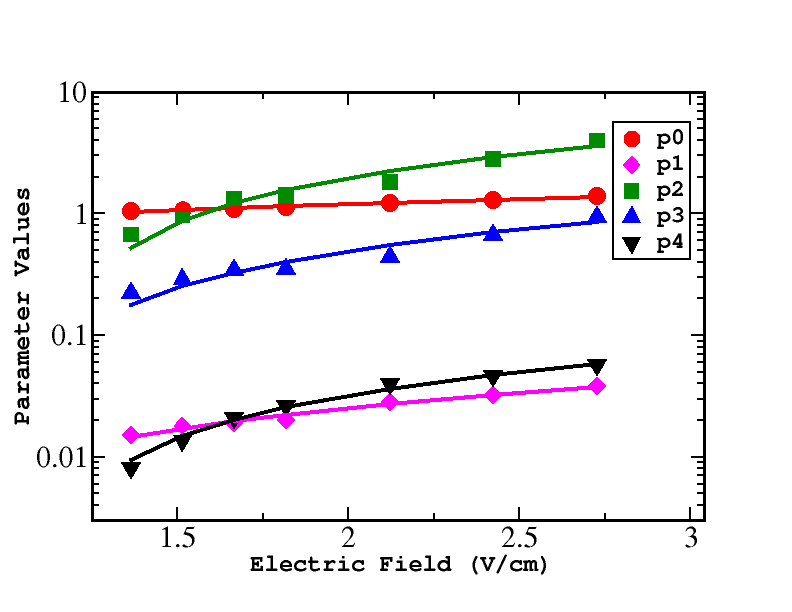 10
1
0.1
0.01
Parameter Values
p0
p1
p2
p3
p4
1.5 2 2.5 3
Electric Field (V/cm)